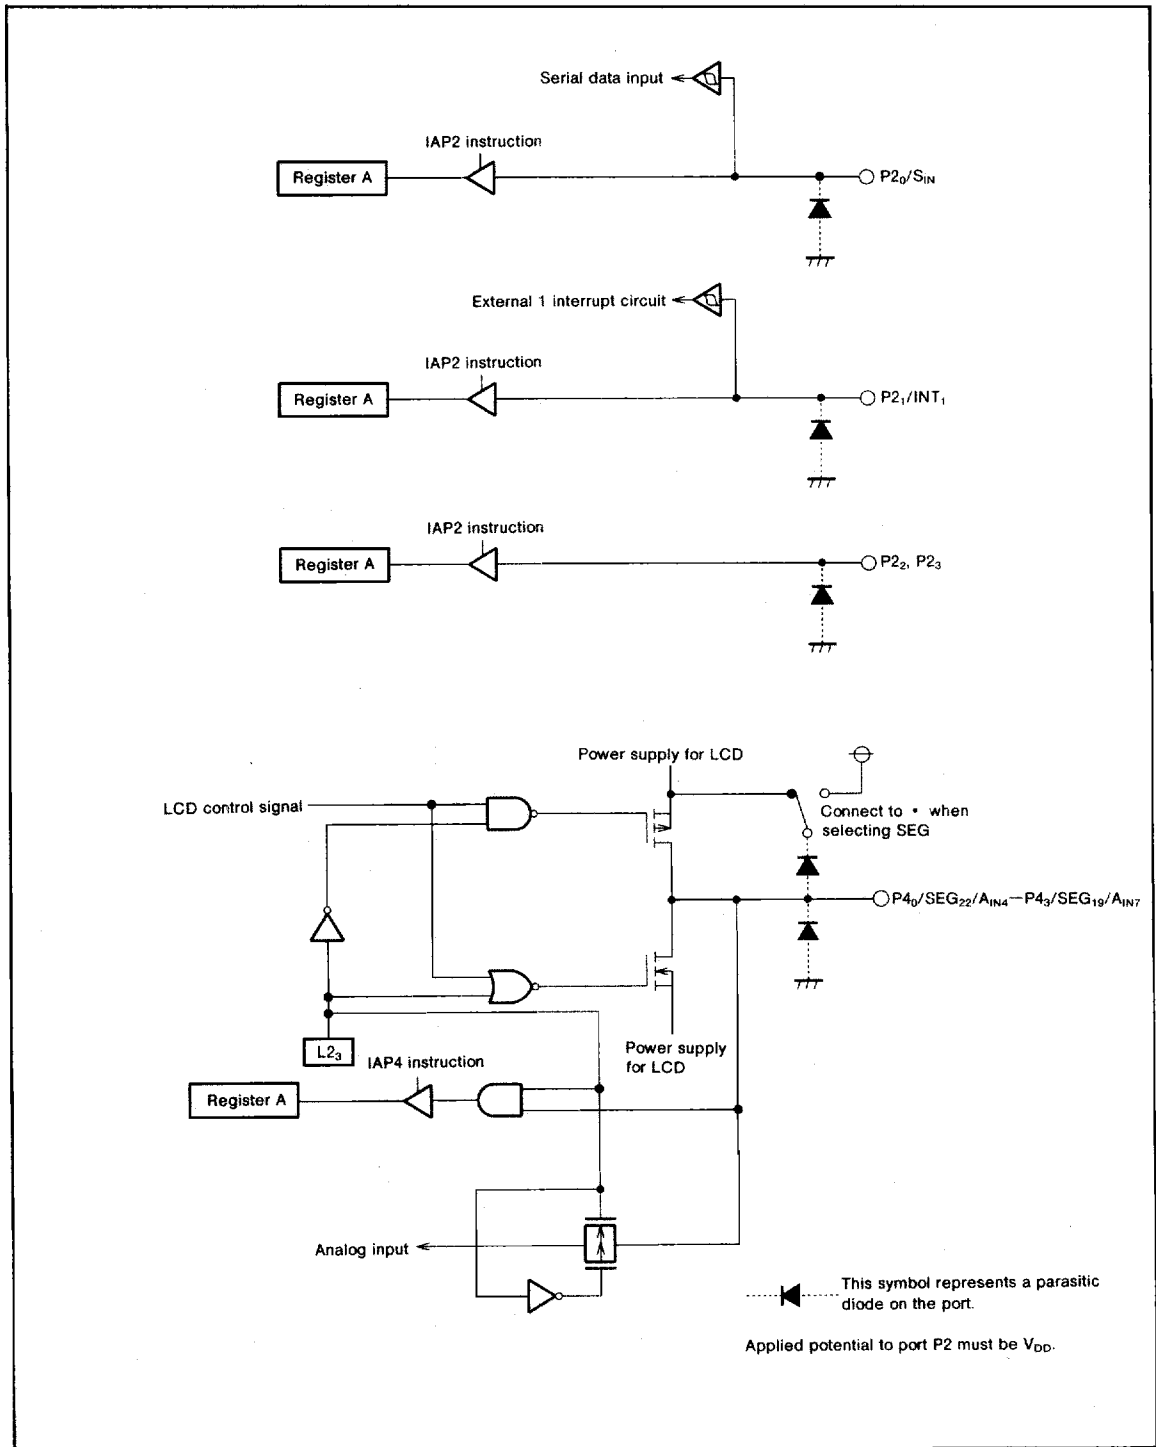 Serial data input
IAP2 instruction
Register A
P2₀/S_IN
External 1 interrupt circuit
IAP2 instruction
Register A
P2₁/INT₁
IAP2 instruction
Register A
P2₂, P2₃
Power supply for LCD
LCD control signal
Connect to • when
selecting SEG
P4₀/SEG₂₂/A_IN4—P4₃/SEG₁₉/A_IN7
L2₃
Power supply
for LCD
IAP4 instruction
Register A
Analog input
This symbol represents a parasitic
diode on the port.
Applied potential to port P2 must be V_DD.